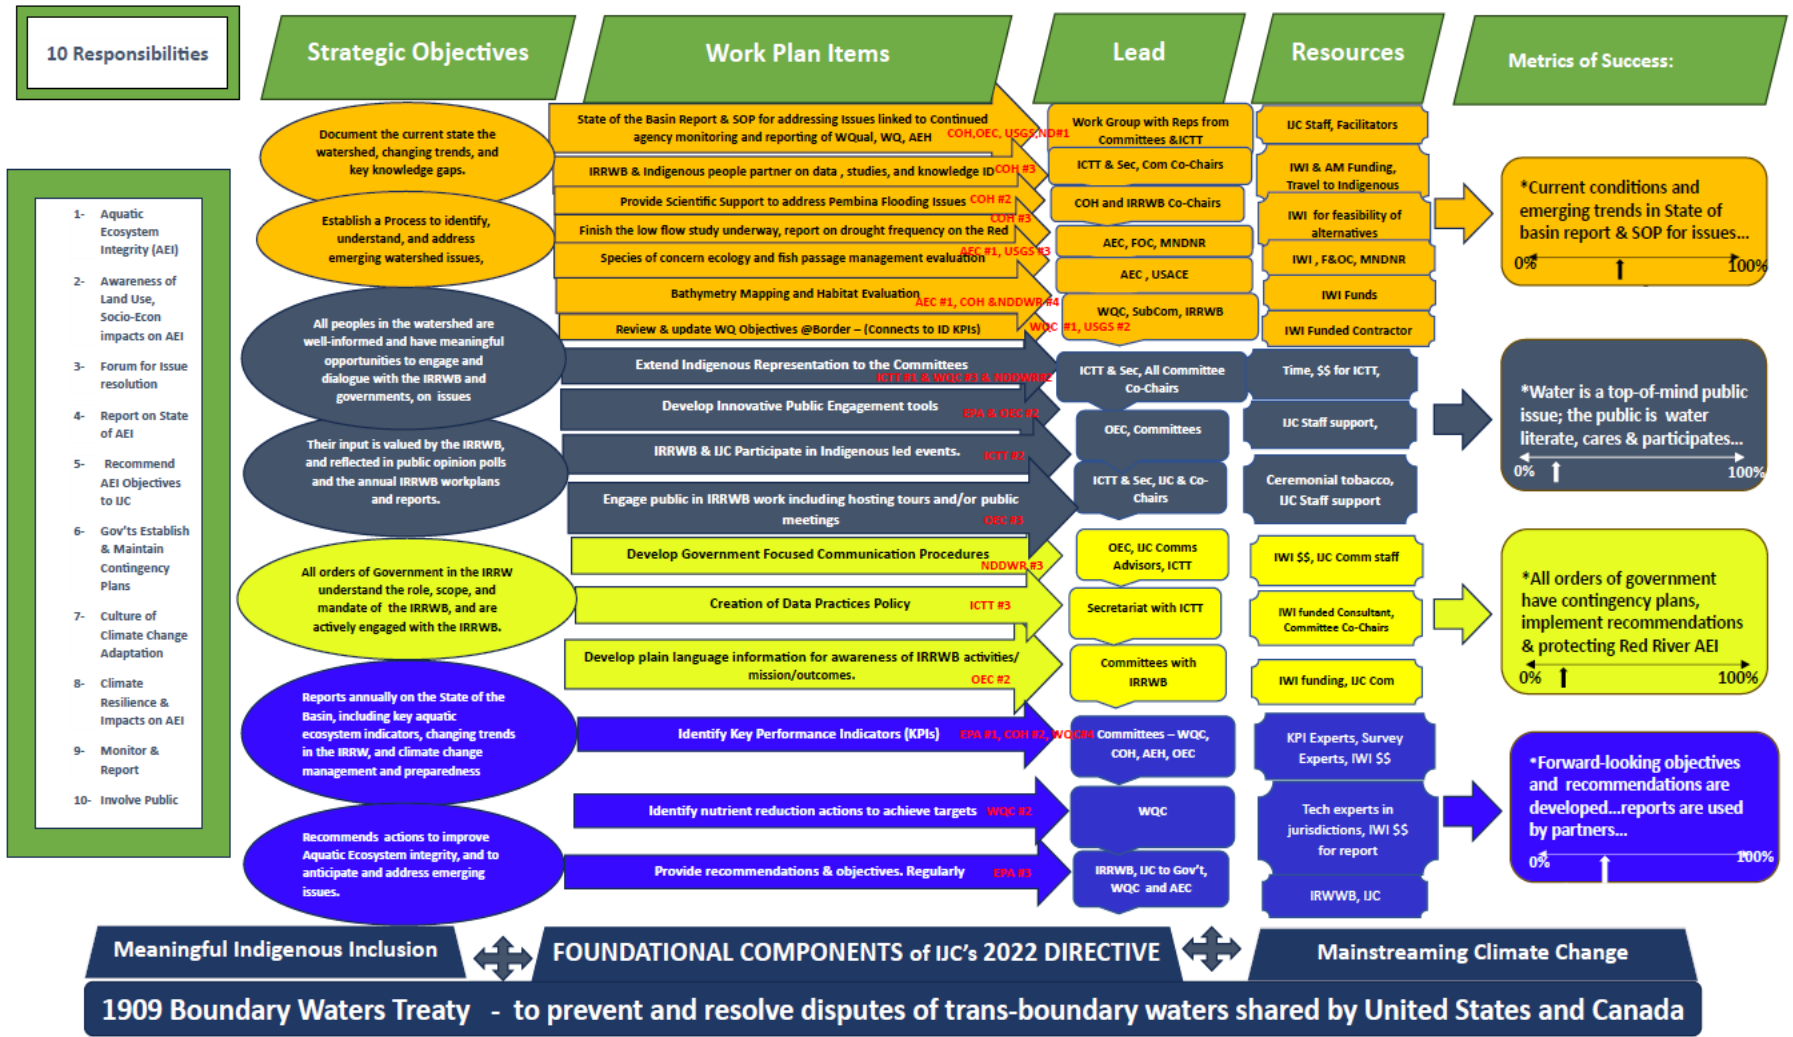 10 Responsibilities
Strategic Objectives
Work Plan Items
Lead
Resources
Metrics of Success:
1- Aquatic
Ecosystem
Integrity (AEI)
2- Awareness of
Land Use,
Socio-Econ
impacts on AEI
3- Forum for Issue
resolution
4- Report on State
of AEI
5- Recommend
AEI Objectives
to IJC
6- Gov'ts Establish
& Maintain
Contingency
Plans
7- Culture of
Climate Change
Adaptation
8- Climate
Resilience &
Impacts on AEI
9- Monitor &
Report
10- Involve Public
Document the current state the
watershed, changing trends, and
key knowledge gaps.
Establish a Process to identify,
understand, and address
emerging watershed issues,
All peoples in the watershed are
well-informed and have meaningful
opportunities to engage and
dialogue with the IRRWB and
governments, on issues
Their input is valued by the IRRWB,
and reflected in public opinion polls
and the annual IRRWB workplans
and reports.
All orders of Government in the IRRW
understand the role, scope, and
mandate of the IRRWB, and are
actively engaged with the IRRWB.
Reports annually on the State of the
Basin, including key aquatic
ecosystem indicators, changing trends
in the IRRW, and climate change
management and preparedness
Recommends actions to improve
Aquatic Ecosystem integrity, and to
anticipate and address emerging
issues.
State of the Basin Report & SOP for addressing Issues linked to Continued
agency monitoring and reporting of WQual, WQ, AEH
COH,OEC, USGS,ND#1
IRRWB & Indigenous people partner on data , studies, and knowledge ID
COH #3
Provide Scientific Support to address Pembina Flooding Issues
COH #2
COH #3
Finish the low flow study underway, report on drought frequency on the Red
AEC #1, USGS #3
Species of concern ecology and fish passage management evaluation
Bathymetry Mapping and Habitat Evaluation
AEC #1, COH &NDDWR #4
Review & update WQ Objectives @Border – (Connects to ID KPIs)
WQC #1, USGS #2
Extend Indigenous Representation to the Committees
ICTT #1 & WQC #3 & NDDWR#2
Develop Innovative Public Engagement tools
EPA & OEC #2
IRRWB & IJC Participate in Indigenous led events.
ICTT #2
Engage public in IRRWB work including hosting tours and/or public
meetings
OEC #3
Develop Government Focused Communication Procedures
NDDWR #3
Creation of Data Practices Policy
ICTT #3
Develop plain language information for awareness of IRRWB activities/
mission/outcomes.
OEC #2
Identify Key Performance Indicators (KPIs)
EPA #1, COH #2, WQC#4
Identify nutrient reduction actions to achieve targets
WQC #2
Provide recommendations & objectives. Regularly
EPA #3
Work Group with Reps from
Committees &ICTT
ICTT & Sec, Com Co-Chairs
COH and IRRWB Co-Chairs
AEC, FOC, MNDNR
AEC , USACE
WQC, SubCom, IRRWB
ICTT & Sec, All Committee
Co-Chairs
OEC, Committees
ICTT & Sec, IJC & Co-
Chairs
OEC, IJC Comms
Advisors, ICTT
Secretariat with ICTT
Committees with
IRRWB
Committees – WQC,
COH, AEH, OEC
WQC
IRRWB, IJC to Gov't,
WQC and AEC
IJC Staff, Facilitators
IWI & AM Funding,
Travel to Indigenous
IWI for feasibility of
alternatives
IWI , F&OC, MNDNR
IWI Funds
IWI Funded Contractor
Time, $$ for ICTT,
IJC Staff support,
Ceremonial tobacco,
IJC Staff support
IWI $$, IJC Comm staff
IWI funded Consultant,
Committee Co-Chairs
IWI funding, IJC Com
KPI Experts, Survey
Experts, IWI $$
Tech experts in
jurisdictions, IWI $$
for report
IRWWB, IJC
*Current conditions and
emerging trends in State of
basin report & SOP for issues...
0% 100%
*Water is a top-of-mind public
issue; the public is water
literate, cares & participates...
0% 100%
*All orders of government
have contingency plans,
implement recommendations
& protecting Red River AEI
0% 100%
*Forward-looking objectives
and recommendations are
developed...reports are used
by partners...
0% 100%
Meaningful Indigenous Inclusion
FOUNDATIONAL COMPONENTS of IJC's 2022 DIRECTIVE
Mainstreaming Climate Change
1909 Boundary Waters Treaty - to prevent and resolve disputes of trans-boundary waters shared by United States and Canada